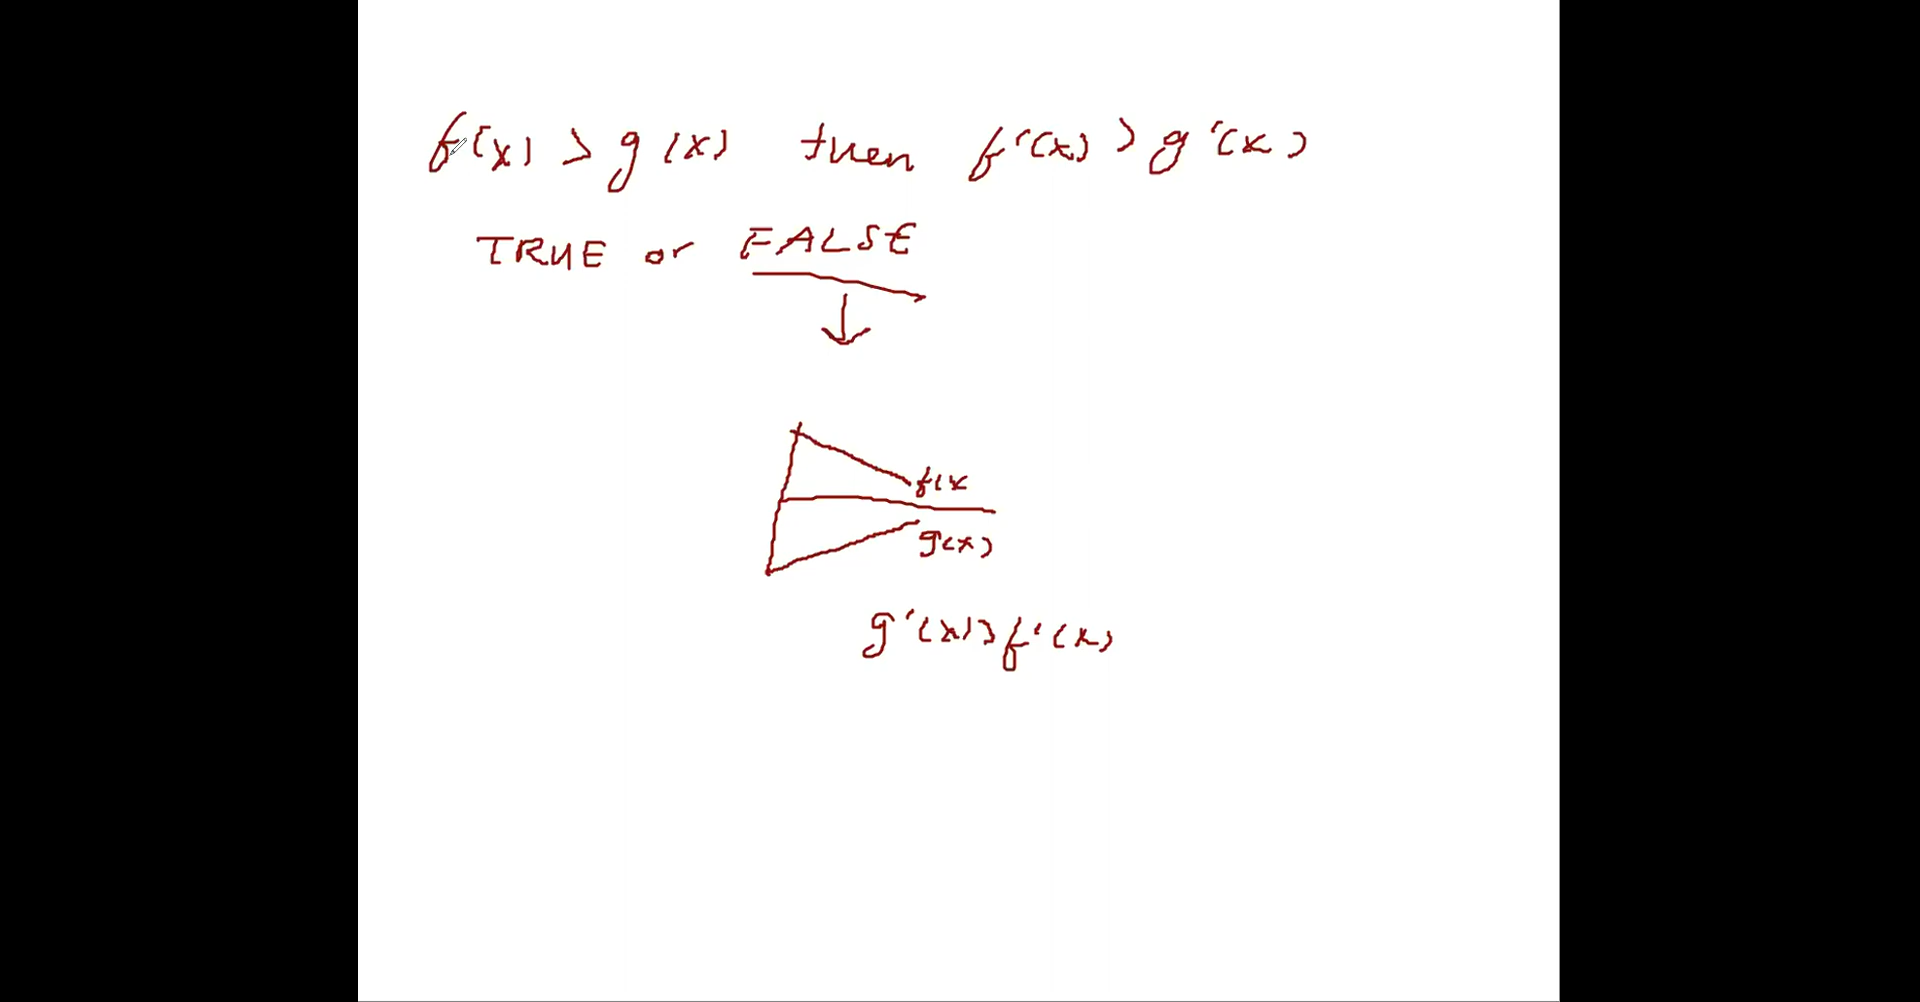 f(x) > g(x) then f'(x) > g'(x)
TRUE or FALSE
f(x
g(x)
g'(x) > f'(x)